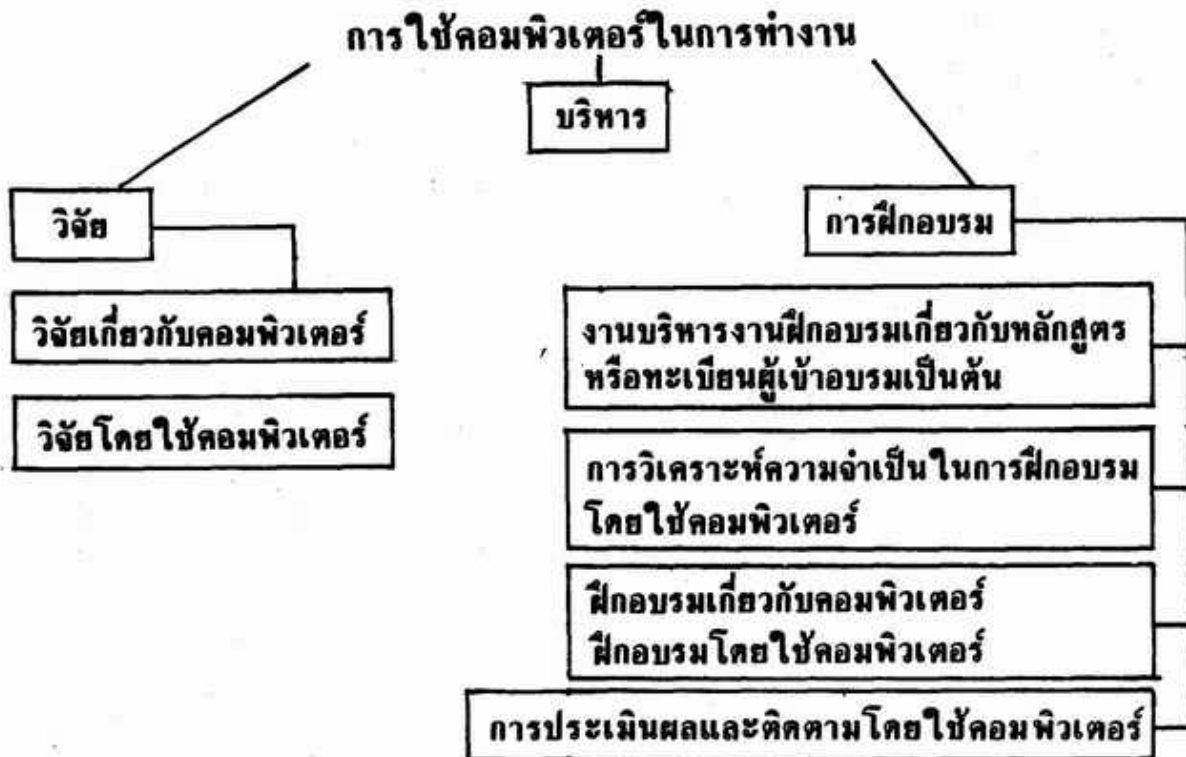 การใช้คอมพิวเตอร์ในการทำงาน
บริหาร
วิจัย
วิจัยเกี่ยวกับคอมพิวเตอร์
วิจัยโดยใช้คอมพิวเตอร์
การฝึกอบรม
งานบริหารงานฝึกอบรมเกี่ยวกับหลักสูตร
หรือทะเบียนผู้เข้าอบรมเป็นต้น
การวิเคราะห์ความจำเป็นในการฝึกอบรม
โดยใช้คอมพิวเตอร์
ฝึกอบรมเกี่ยวกับคอมพิวเตอร์
ฝึกอบรมโดยใช้คอมพิวเตอร์
การประเมินผลและติดตามโดยใช้คอมพิวเตอร์